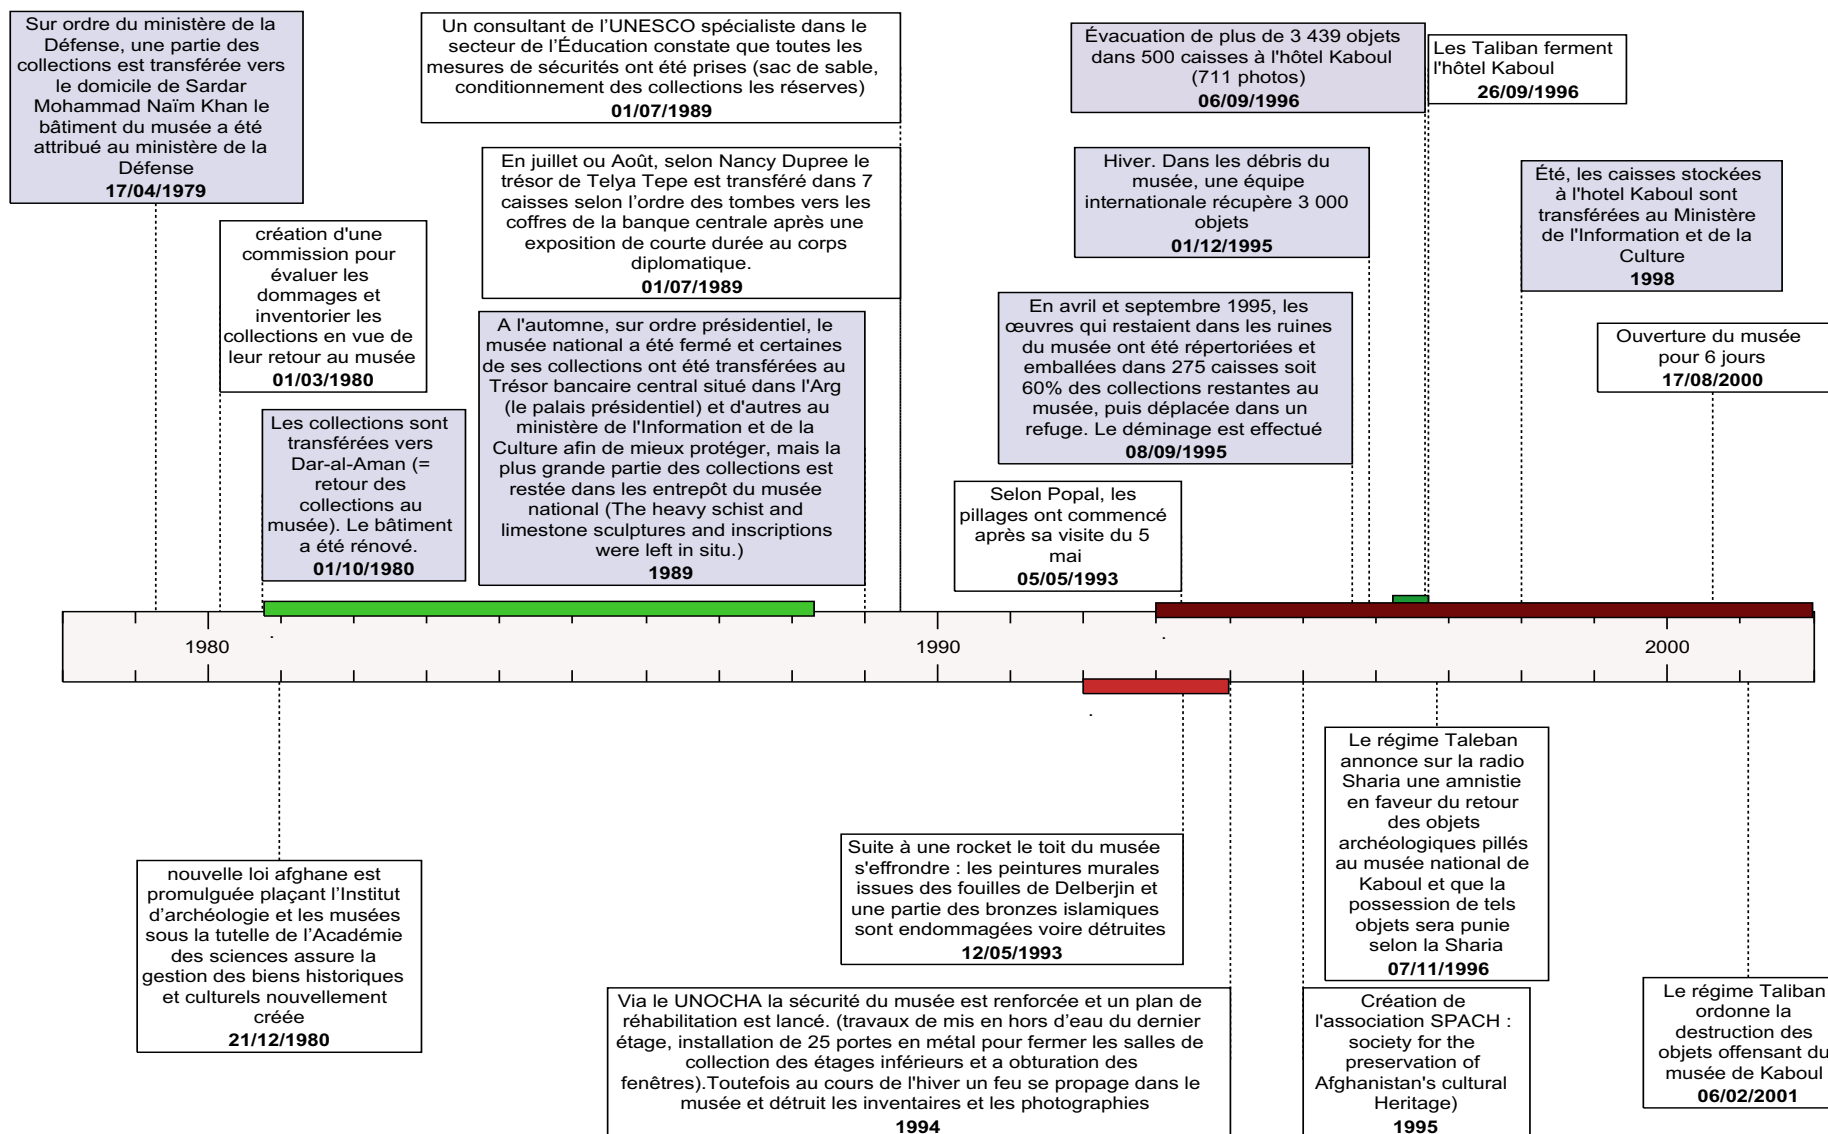 Sur ordre du ministère de la
Défense, une partie des
collections est transférée vers
le domicile de Sardar
Mohammad Naïm Khan le
bâtiment du musée a été
attribué au ministère de la
Défense
17/04/1979
création d'une
commission pour
évaluer les
dommages et
inventorier les
collections en vue de
leur retour au musée
01/03/1980
Les collections sont
transférées vers
Dar-al-Aman (=
retour des
collections au
musée). Le bâtiment
a été rénové.
01/10/1980
Un consultant de l'UNESCO spécialiste dans le
secteur de l'Éducation constate que toutes les
mesures de sécurités ont été prises (sac de sable,
conditionnement des collections les réserves)
01/07/1989
En juillet ou Août, selon Nancy Dupree le
trésor de Telya Tepe est transféré dans 7
caisses selon l'ordre des tombes vers les
coffres de la banque centrale après une
exposition de courte durée au corps
diplomatique.
01/07/1989
A l'automne, sur ordre présidentiel, le
musée national a été fermé et certaines
de ses collections ont été transférées au
Trésor bancaire central situé dans l'Arg
(le palais présidentiel) et d'autres au
ministère de l'Information et de la
Culture afin de mieux protéger, mais la
plus grande partie des collections est
restée dans les entrepôt du musée
national (The heavy schist and
limestone sculptures and inscriptions
were left in situ.)
1989
Évacuation de plus de 3 439 objets
dans 500 caisses à l'hôtel Kaboul
(711 photos)
06/09/1996
Les Taliban ferment
l'hôtel Kaboul
26/09/1996
Hiver. Dans les débris du
musée, une équipe
internationale récupère 3 000
objets
01/12/1995
Été, les caisses stockées
à l'hotel Kaboul sont
transférées au Ministère
de l'Information et de la
Culture
1998
En avril et septembre 1995, les
œuvres qui restaient dans les ruines
du musée ont été répertoriées et
emballées dans 275 caisses soit
60% des collections restantes au
musée, puis déplacée dans un
refuge. Le déminage est effectué
08/09/1995
Ouverture du musée
pour 6 jours
17/08/2000
Selon Popal, les
pillages ont commencé
après sa visite du 5
mai
05/05/1993
1980
1990
2000
nouvelle loi afghane est
promulguée plaçant l'Institut
d'archéologie et les musées
sous la tutelle de l'Académie
des sciences assure la
gestion des biens historiques
et culturels nouvellement
créée
21/12/1980
Suite à une rocket le toit du musée
s'effrondre : les peintures murales
issues des fouilles de Delberjin et
une partie des bronzes islamiques
sont endommagées voire détruites
12/05/1993
Le régime Taleban
annonce sur la radio
Sharia une amnistie
en faveur du retour
des objets
archéologiques pillés
au musée national de
Kaboul et que la
possession de tels
objets sera punie
selon la Sharia
07/11/1996
Via le UNOCHA la sécurité du musée est renforcée et un plan de
réhabilitation est lancé. (travaux de mis en hors d'eau du dernier
étage, installation de 25 portes en métal pour fermer les salles de
collection des étages inférieurs et a obturation des
fenêtres).Toutefois au cours de l'hiver un feu se propage dans le
musée et détruit les inventaires et les photographies
1994
Création de
l'association SPACH :
society for the
preservation of
Afghanistan's cultural
Heritage)
1995
Le régime Taliban
ordonne la
destruction des
objets offensant du
musée de Kaboul
06/02/2001